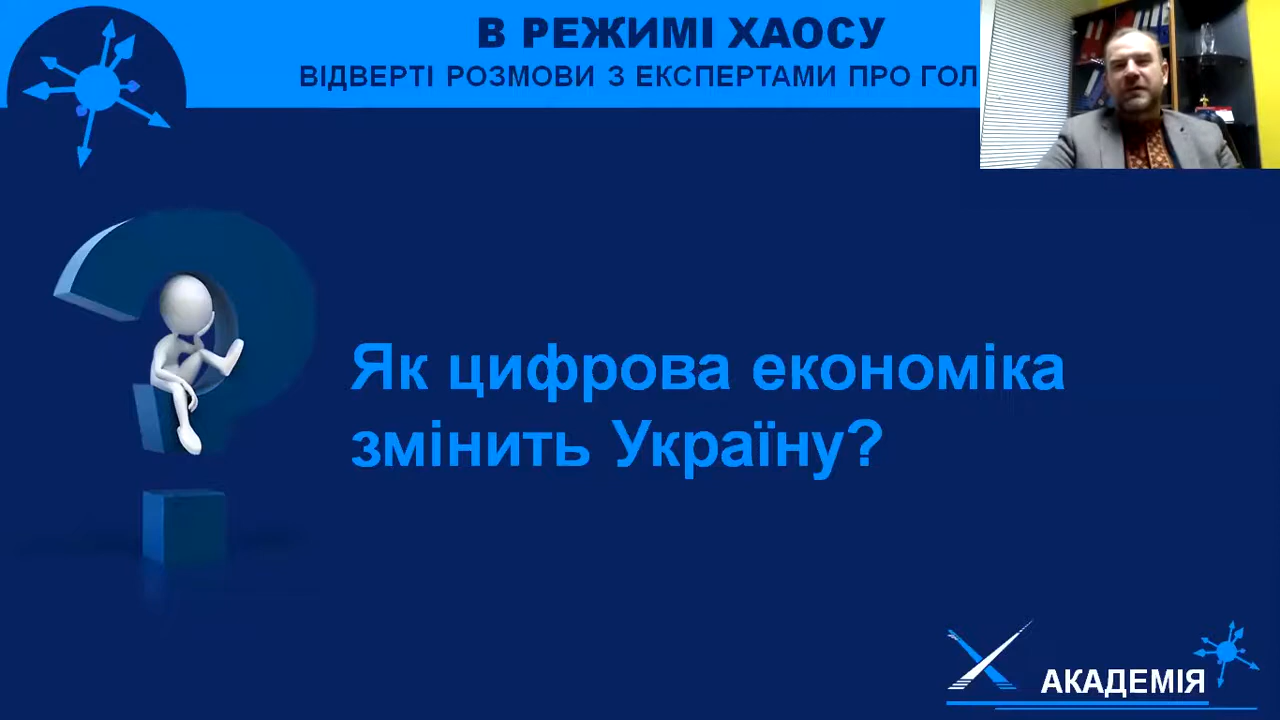 В РЕЖИМІ ХАОСУ
ВІДВЕРТІ РОЗМОВИ З ЕКСПЕРТАМИ ПРО ГОЛ
Як цифрова економіка
змінить Україну?
АКАДЕМІЯ